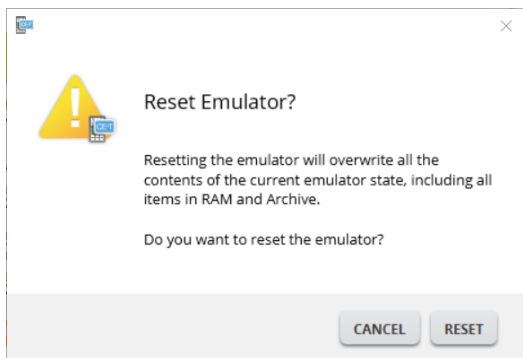 Reset Emulator?
Resetting the emulator will overwrite all the
contents of the current emulator state, including all
items in RAM and Archive.
Do you want to reset the emulator?
CANCEL RESET